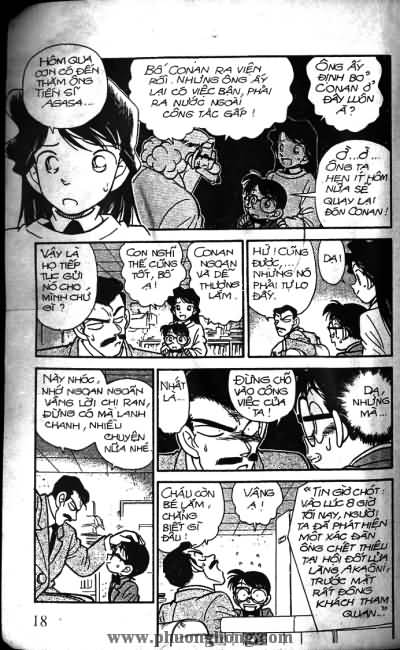 HÔM QUA
CON CÓ ĐẾN
THĂM ÔNG
TIẾN SĨ
AGASA...
BỐ CONAN RA VIỆN
RỒI. NHƯNG ÔNG ẤY
LẠI CÓ VIỆC BẬN, PHẢI
RA NƯỚC NGOÀI
CÔNG TÁC GẤP!
ÔNG ẤY
ĐỊNH BỎ
CONAN Ở
ĐÂY LUÔN
À?
Ơ... Ơ...
ÔNG TA
HẸN ÍT HÔM
NỮA SẼ
QUAY LẠI
ĐÓN CONAN!
VẬY LÀ
HỌ TIẾP
TỤC GỬI
NÓ CHO
MÌNH CHỨ
GÌ?
CON NGHĨ
THẾ CŨNG
TỐT, BỐ
Ạ!
CONAN
NGOAN
VÀ DỄ
THƯƠNG
LẮM.
HỨ! CŨNG
ĐƯỢC,...
NHƯNG NÓ
PHẢI TỰ LO
ĐẤY.
DẠ!
NÀY NHÓC,
NHỚ NGOAN NGOÃN
VÂNG LỜI CHỊ RAN,
ĐỪNG CÓ MÀ LANH
CHANH, NHIỀU
CHUYỆN
NỮA NHÉ.
NHẤT
LÀ...
ĐỪNG CHÕ
VÀO CÔNG
VIỆC CỦA
TA!
DẠ,
NHƯNG
MÀ...
CHÁU CÒN
BÉ LẮM,
CHẲNG
BIẾT GÌ
ĐÂU!
VÂNG
Ạ!
"TIN GIỜ CHÓT:
VÀO LÚC 8 GIỜ
TỐI NAY, NGƯỜI
TA ĐÃ PHÁT HIỆN
MỘT XÁC ĐÀN
ÔNG CHẾT THIÊU
TẠI HỘI ĐỐT LỬA
LÀNG AKAONI,
TRƯỚC MẮT
RẤT ĐÔNG
KHÁCH THAM
QUAN..."
18
www.phuonghong.com